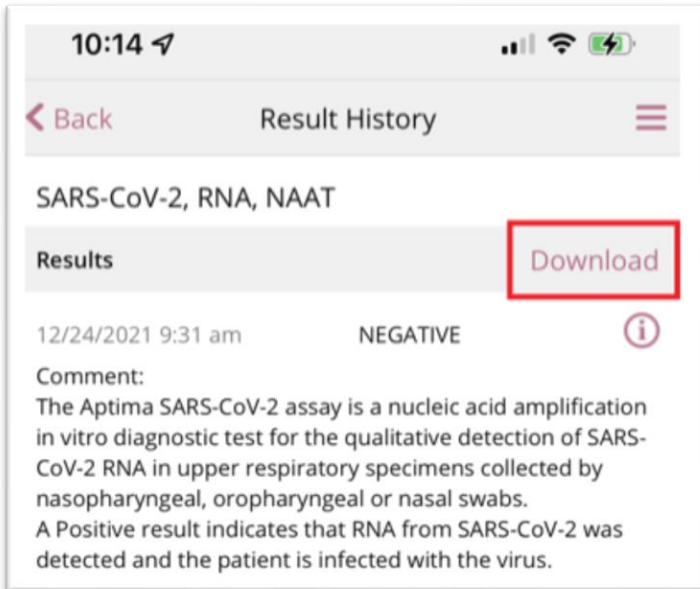 10:14
Back Result History
SARS-CoV-2, RNA, NAAT
Results Download
12/24/2021 9:31 am NEGATIVE i
Comment:
The Aptima SARS-CoV-2 assay is a nucleic acid amplification
in vitro diagnostic test for the qualitative detection of SARS-
CoV-2 RNA in upper respiratory specimens collected by
nasopharyngeal, oropharyngeal or nasal swabs.
A Positive result indicates that RNA from SARS-CoV-2 was
detected and the patient is infected with the virus.